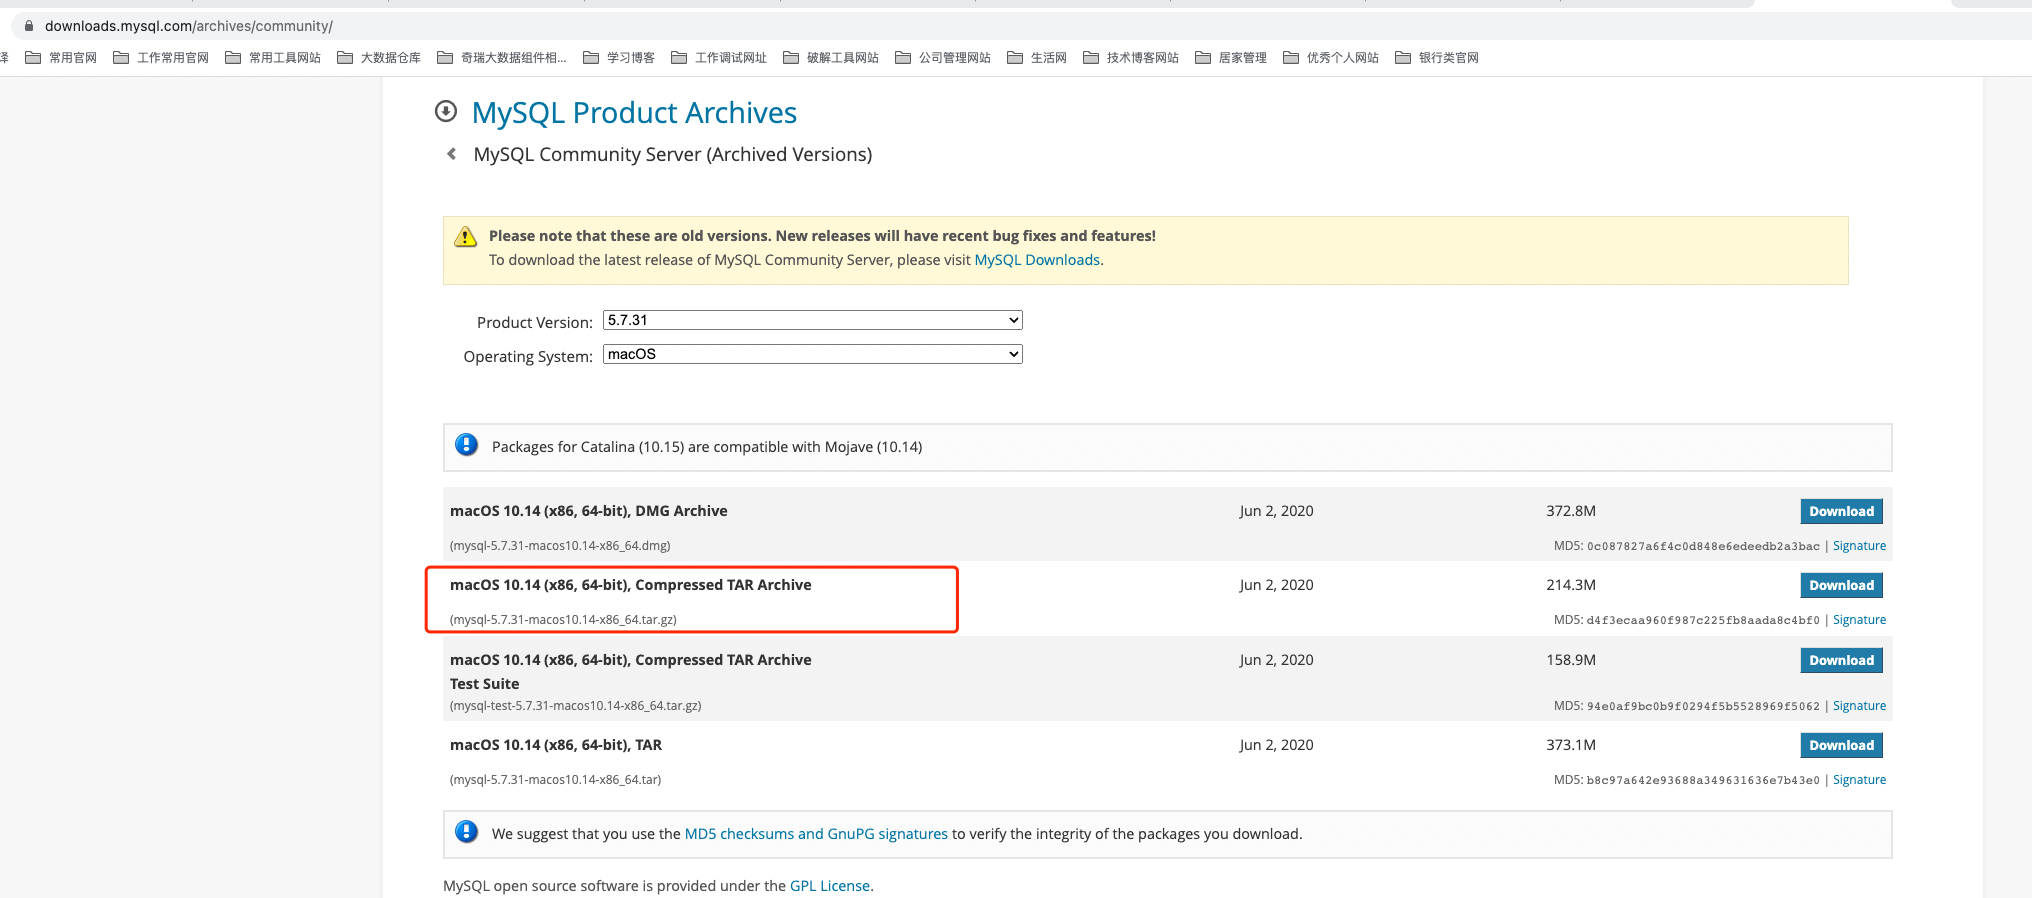 downloads.mysql.com/archives/community/
译 常用官网 工作常用官网 常用工具网站 大数据仓库 奇瑞大数据组件相... 学习博客 工作调试网址 破解工具网站 公司管理网站 生活网 技术博客网站 居家管理 优秀个人网站 银行类官网
MySQL Product Archives
MySQL Community Server (Archived Versions)
Please note that these are old versions. New releases will have recent bug fixes and features!
To download the latest release of MySQL Community Server, please visit MySQL Downloads.
Product Version: 5.7.31
Operating System: macOS
Packages for Catalina (10.15) are compatible with Mojave (10.14)
macOS 10.14 (x86, 64-bit), DMG Archive Jun 2, 2020 372.8M Download
(mysql-5.7.31-macos10.14-x86_64.dmg) MD5: 0c087827a6f4c0d848e6edeedb2a3bac | Signature
macOS 10.14 (x86, 64-bit), Compressed TAR Archive Jun 2, 2020 214.3M Download
(mysql-5.7.31-macos10.14-x86_64.tar.gz) MD5: d4f3ecaa960f987c225fb8aada8c4bf0 | Signature
macOS 10.14 (x86, 64-bit), Compressed TAR Archive Jun 2, 2020 158.9M Download
Test Suite
(mysql-test-5.7.31-macos10.14-x86_64.tar.gz) MD5: 94e0af9bc0b9f0294f5b5528969f5062 | Signature
macOS 10.14 (x86, 64-bit), TAR Jun 2, 2020 373.1M Download
(mysql-5.7.31-macos10.14-x86_64.tar) MD5: b8c97a642e93688a349631636e7b43e0 | Signature
We suggest that you use the MD5 checksums and GnuPG signatures to verify the integrity of the packages you download.
MySQL open source software is provided under the GPL License.